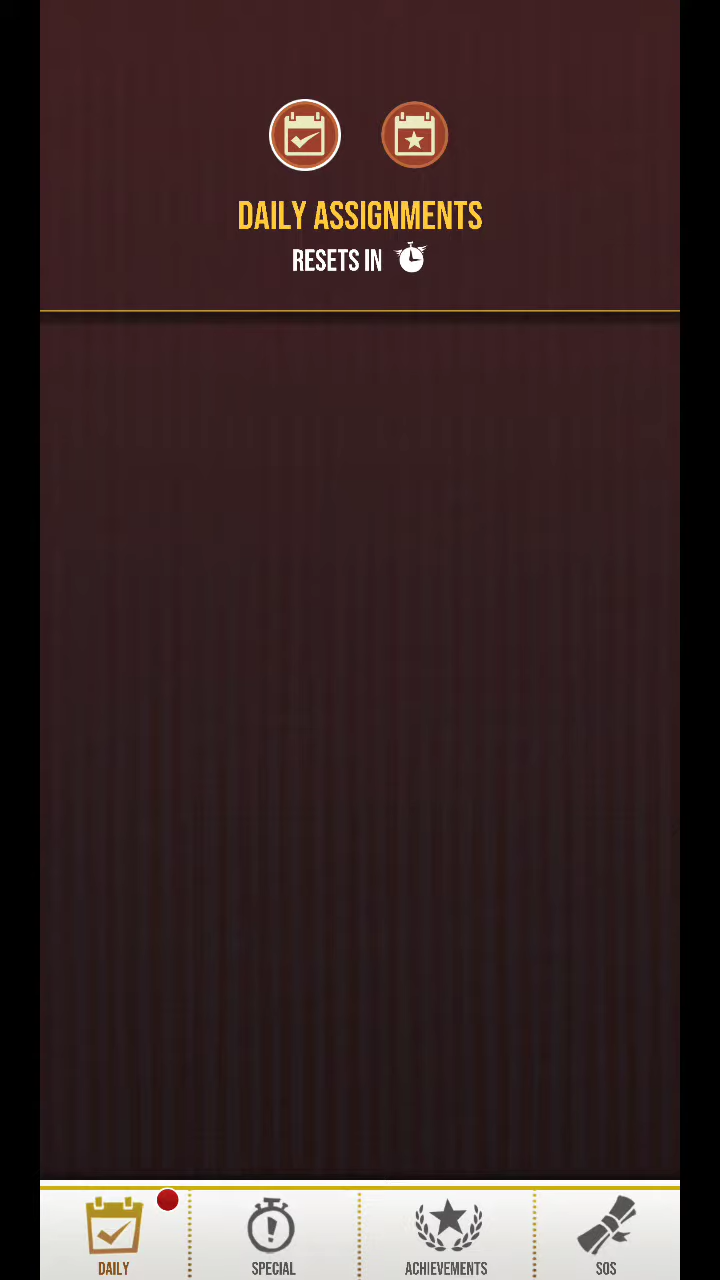 DAILY ASSIGNMENTS
RESETS IN
DAILY
SPECIAL
ACHIEVEMENTS
SOS